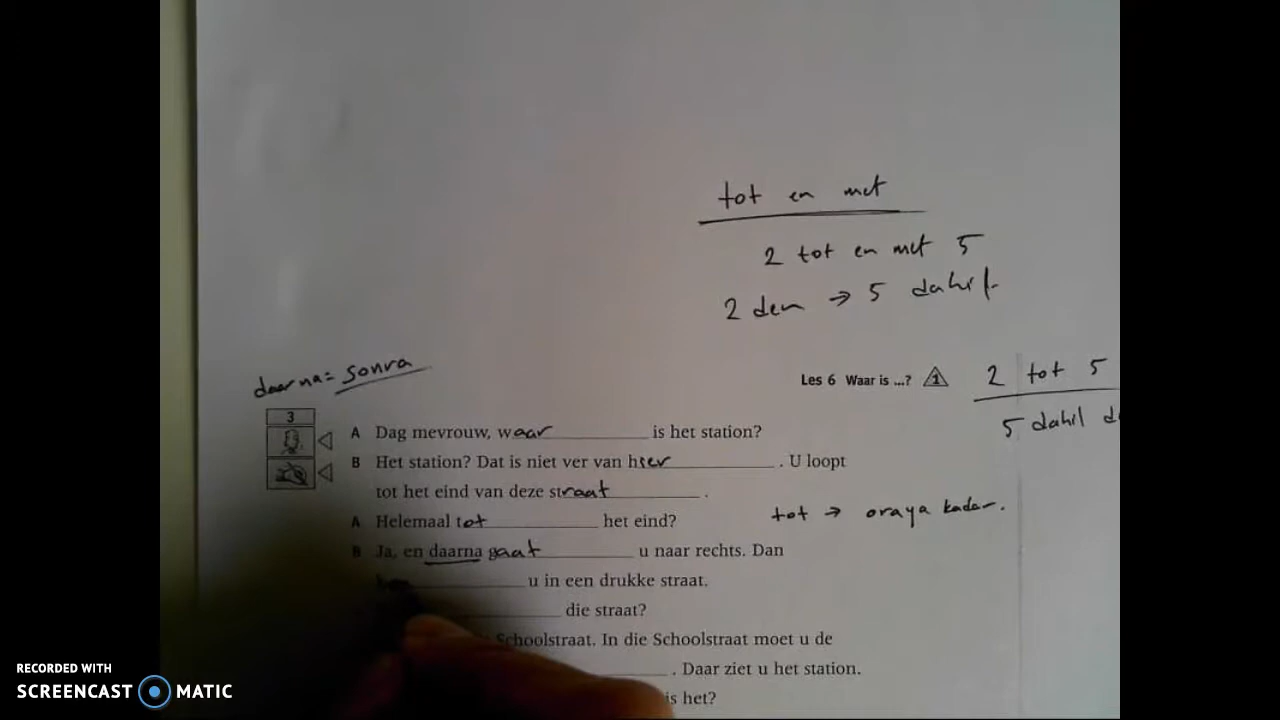 tot en met
2 tot en met 5
2 den → 5 dahil.
daarna = sonra
Les 6 Waar is ...? 1
2 tot 5
5 dahil
3
A Dag mevrouw, waar is het station?
B Het station? Dat is niet ver van hier. U loopt
tot het eind van deze straat.
A Helemaal tot het eind?
tot → oraya kadar.
B Ja, en daarna gaat u naar rechts. Dan
u in een drukke straat.
die straat?
Schoolstraat. In die Schoolstraat moet u de
. Daar ziet u het station.
is het?
RECORDED WITH
SCREENCAST MATIC